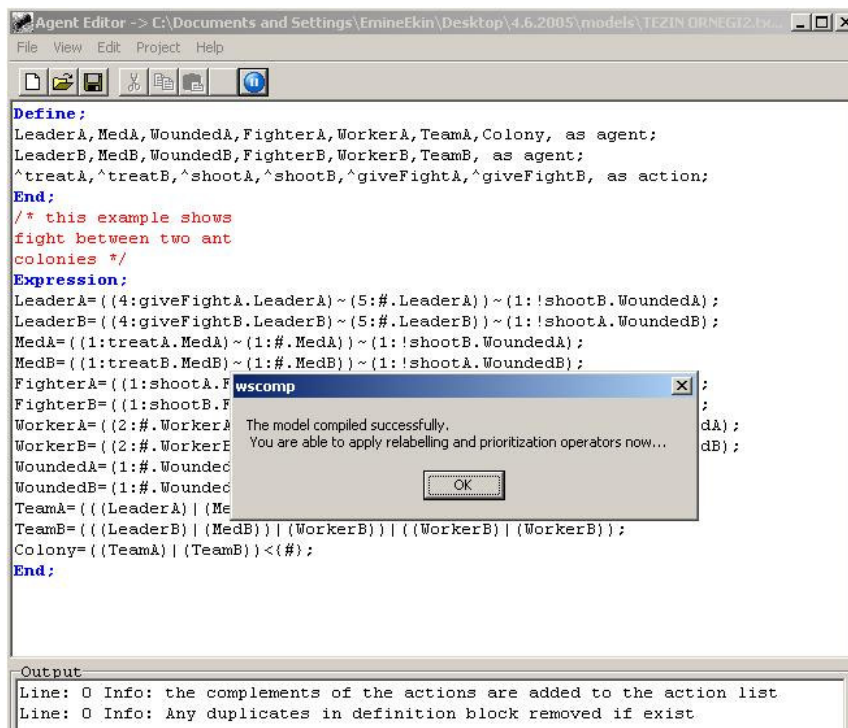 Agent Editor -> C:\Documents and Settings\EmineEkin\Desktop\4.6.2005\models\TEZIN ORNEGI2.tx...
File View Edit Project Help
Define;
LeaderA,MedA,WoundedA,FighterA,WorkerA,TeamA,Colony, as agent;
LeaderB,MedB,WoundedB,FighterB,WorkerB,TeamB, as agent;
^treatA,^treatB,^shootA,^shootB,^giveFightA,^giveFightB, as action;
End;
/* this example shows
fight between two ant
colonies */
Expression;
LeaderA=((4:giveFightA.LeaderA)~(5:#.LeaderA))~(1:!shootB.WoundedA);
LeaderB=((4:giveFightB.LeaderB)~(5:#.LeaderB))~(1:!shootA.WoundedB);
MedA=((1:treatA.MedA)~(1:#.MedA))~(1:!shootB.WoundedA);
MedB=((1:treatB.MedB)~(1:#.MedB))~(1:!shootA.WoundedB);
FighterA=((1:shootA.F ;
FighterB=((1:shootB.F ;
WorkerA=((2:#.WorkerA dA);
WorkerB=((2:#.WorkerB dB);
WoundedA=(1:#.Wounded
WoundedB=(1:#.Wounded
TeamA=(((LeaderA)|(Me
TeamB=(((LeaderB)|(MedB))|(WorkerB))|((WorkerB)|(WorkerB));
Colony=((TeamA)|(TeamB))<{#};
End;
wscomp
The model compiled successfully.
You are able to apply relabelling and prioritization operators now...
OK
Output
Line: 0 Info: the complements of the actions are added to the action list
Line: 0 Info: Any duplicates in definition block removed if exist